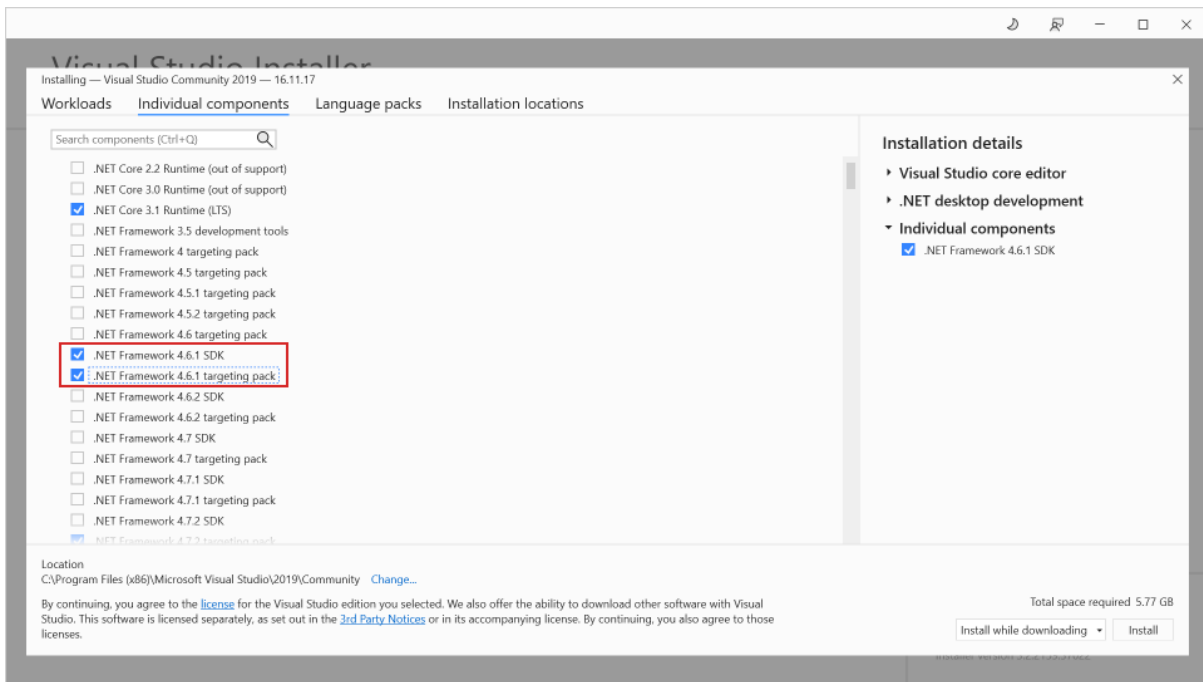 Visual Studio Installer
Installing — Visual Studio Community 2019 — 16.11.17
Workloads Individual components Language packs Installation locations
Search components (Ctrl+Q)
.NET Core 2.2 Runtime (out of support)
.NET Core 3.0 Runtime (out of support)
.NET Core 3.1 Runtime (LTS)
.NET Framework 3.5 development tools
.NET Framework 4 targeting pack
.NET Framework 4.5 targeting pack
.NET Framework 4.5.1 targeting pack
.NET Framework 4.5.2 targeting pack
.NET Framework 4.6 targeting pack
.NET Framework 4.6.1 SDK
.NET Framework 4.6.1 targeting pack
.NET Framework 4.6.2 SDK
.NET Framework 4.6.2 targeting pack
.NET Framework 4.7 SDK
.NET Framework 4.7 targeting pack
.NET Framework 4.7.1 SDK
.NET Framework 4.7.1 targeting pack
.NET Framework 4.7.2 SDK
.NET Framework 4.7.2 targeting pack
Installation details
Visual Studio core editor
.NET desktop development
Individual components
.NET Framework 4.6.1 SDK
Location
C:\Program Files (x86)\Microsoft Visual Studio\2019\Community Change...
By continuing, you agree to the license for the Visual Studio edition you selected. We also offer the ability to download other software with Visual
Studio. This software is licensed separately, as set out in the 3rd Party Notices or in its accompanying license. By continuing, you also agree to those
licenses.
Total space required 5.77 GB
Install while downloading Install
Installer version